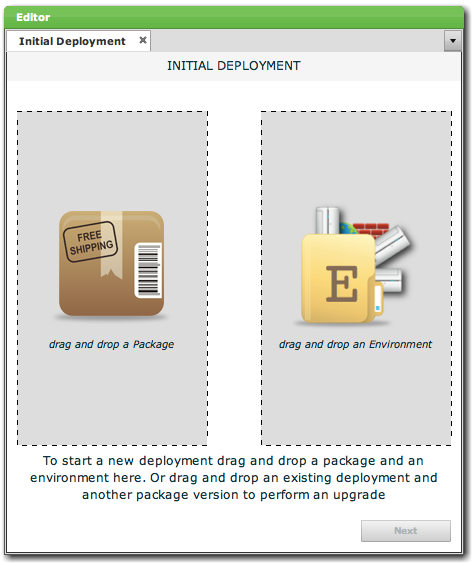 Editor
Initial Deployment
INITIAL DEPLOYMENT
FREE
SHIPPING
E
drag and drop a Package
drag and drop an Environment
To start a new deployment drag and drop a package and an
environment here. Or drag and drop an existing deployment and
another package version to perform an upgrade
Next